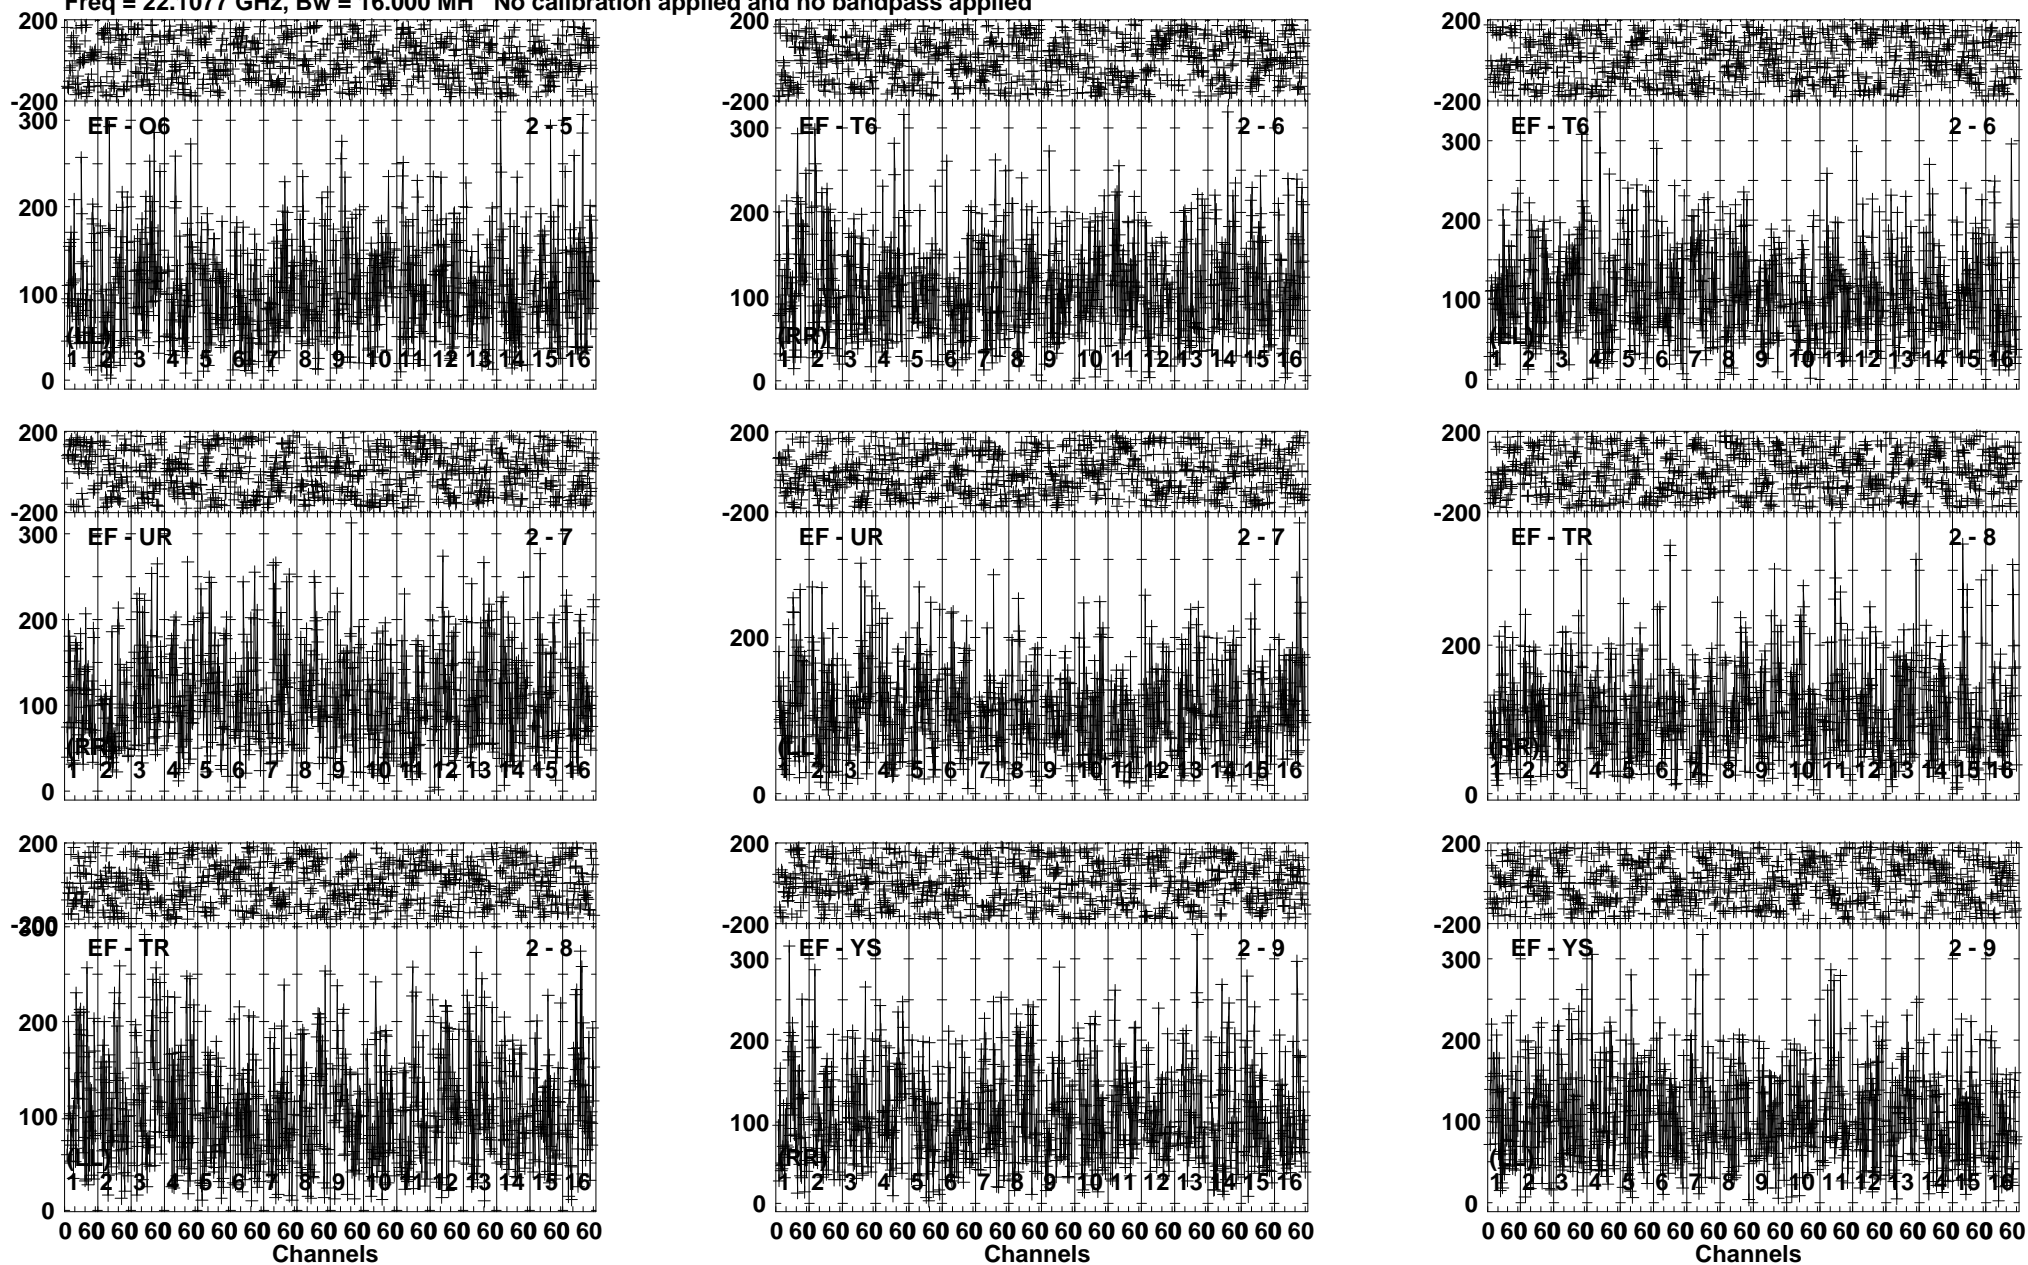 Freq = 22.1077 GHz, Bw = 16.000 MH No calibration applied and no bandpass applied
200 200 200
-200 -200 -200
300 EF - O6 2 - 5 300 EF - T6 2 - 6 300 EF - T6 2 - 6
200 200 200
100 100 100
(LL) (RR) (LL)
1 2 3 4 5 6 7 8 9 10 11 12 13 14 15 16 1 2 3 4 5 6 7 8 9 10 11 12 13 14 15 16 1 2 3 4 5 6 7 8 9 10 11 12 13 14 15 16
0 0 0
200 200 200
-200 -200 -200
300 EF - UR 2 - 7 EF - UR 2 - 7 EF - TR 2 - 8
200 200 200
100
(RR) (LL) (RR)
1 2 3 4 5 6 7 8 9 10 11 12 13 14 15 16 1 2 3 4 5 6 7 8 9 10 11 12 13 14 15 16 1 2 3 4 5 6 7 8 9 10 11 12 13 14 15 16
0 0 0
200 200 200
-200 -200 -200
300 EF - TR 2 - 8 300 EF - YS 2 - 9 300 EF - YS 2 - 9
200 200 200
100 100 100
(LL) (RR) (LL)
1 2 3 4 5 6 7 8 9 10 11 12 13 14 15 16 1 2 3 4 5 6 7 8 9 10 11 12 13 14 15 16 1 2 3 4 5 6 7 8 9 10 11 12 13 14 15 16
0 0 0
0 60 60 60 60 60 60 60 60 60 60 60 60 60 60 60 60 0 60 60 60 60 60 60 60 60 60 60 60 60 60 60 60 60 0 60 60 60 60 60 60 60 60 60 60 60 60 60 60 60 60
Channels Channels Channels